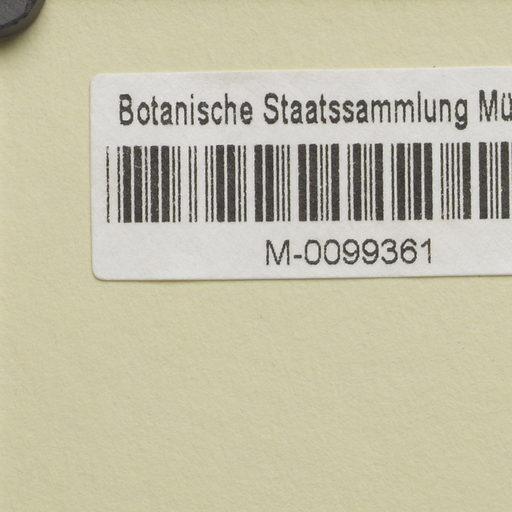 Botanische Staatssammlung Mü
M-0099361